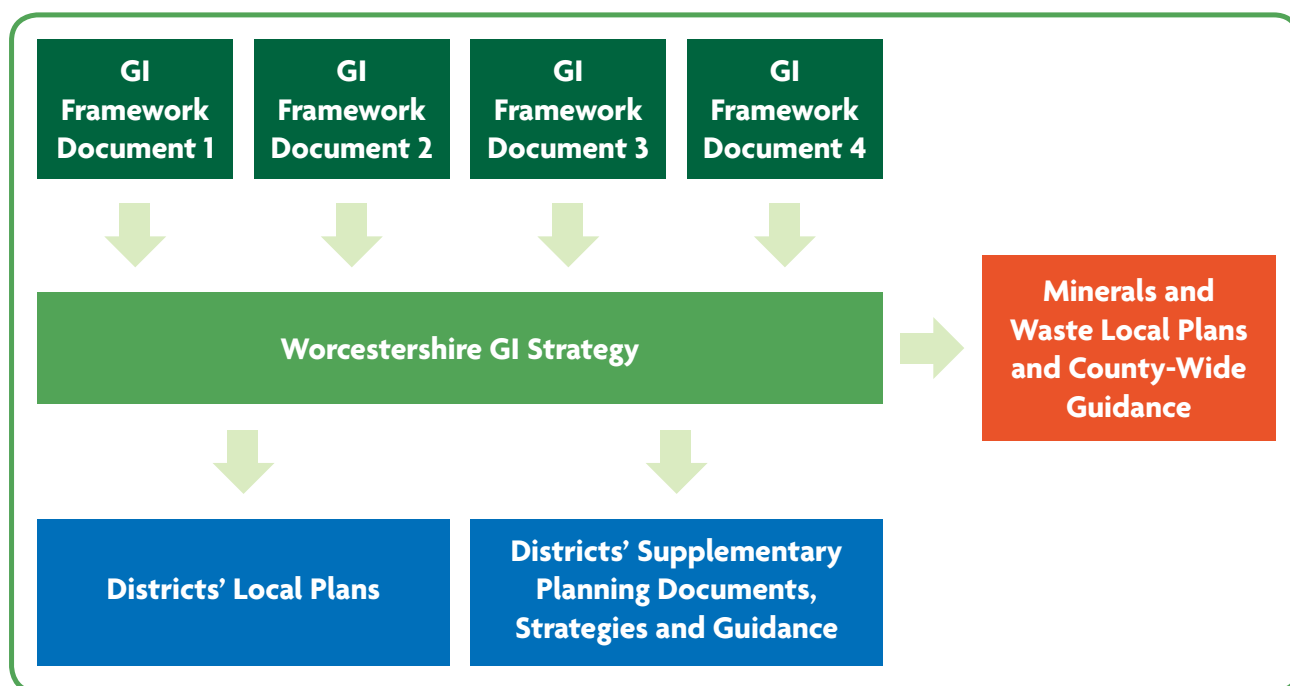 GI
Framework
Document 1
GI
Framework
Document 2
GI
Framework
Document 3
GI
Framework
Document 4
Worcestershire GI Strategy
Minerals and
Waste Local Plans
and County-Wide
Guidance
Districts’ Local Plans
Districts’ Supplementary
Planning Documents,
Strategies and Guidance